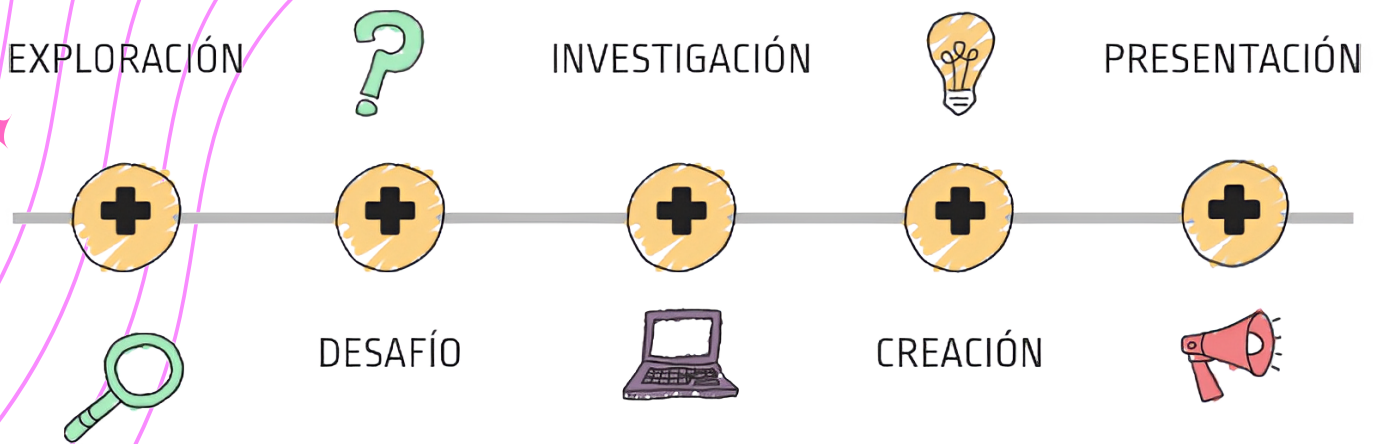 EXPLORACIÓN
DESAFÍO
INVESTIGACIÓN
CREACIÓN
PRESENTACIÓN